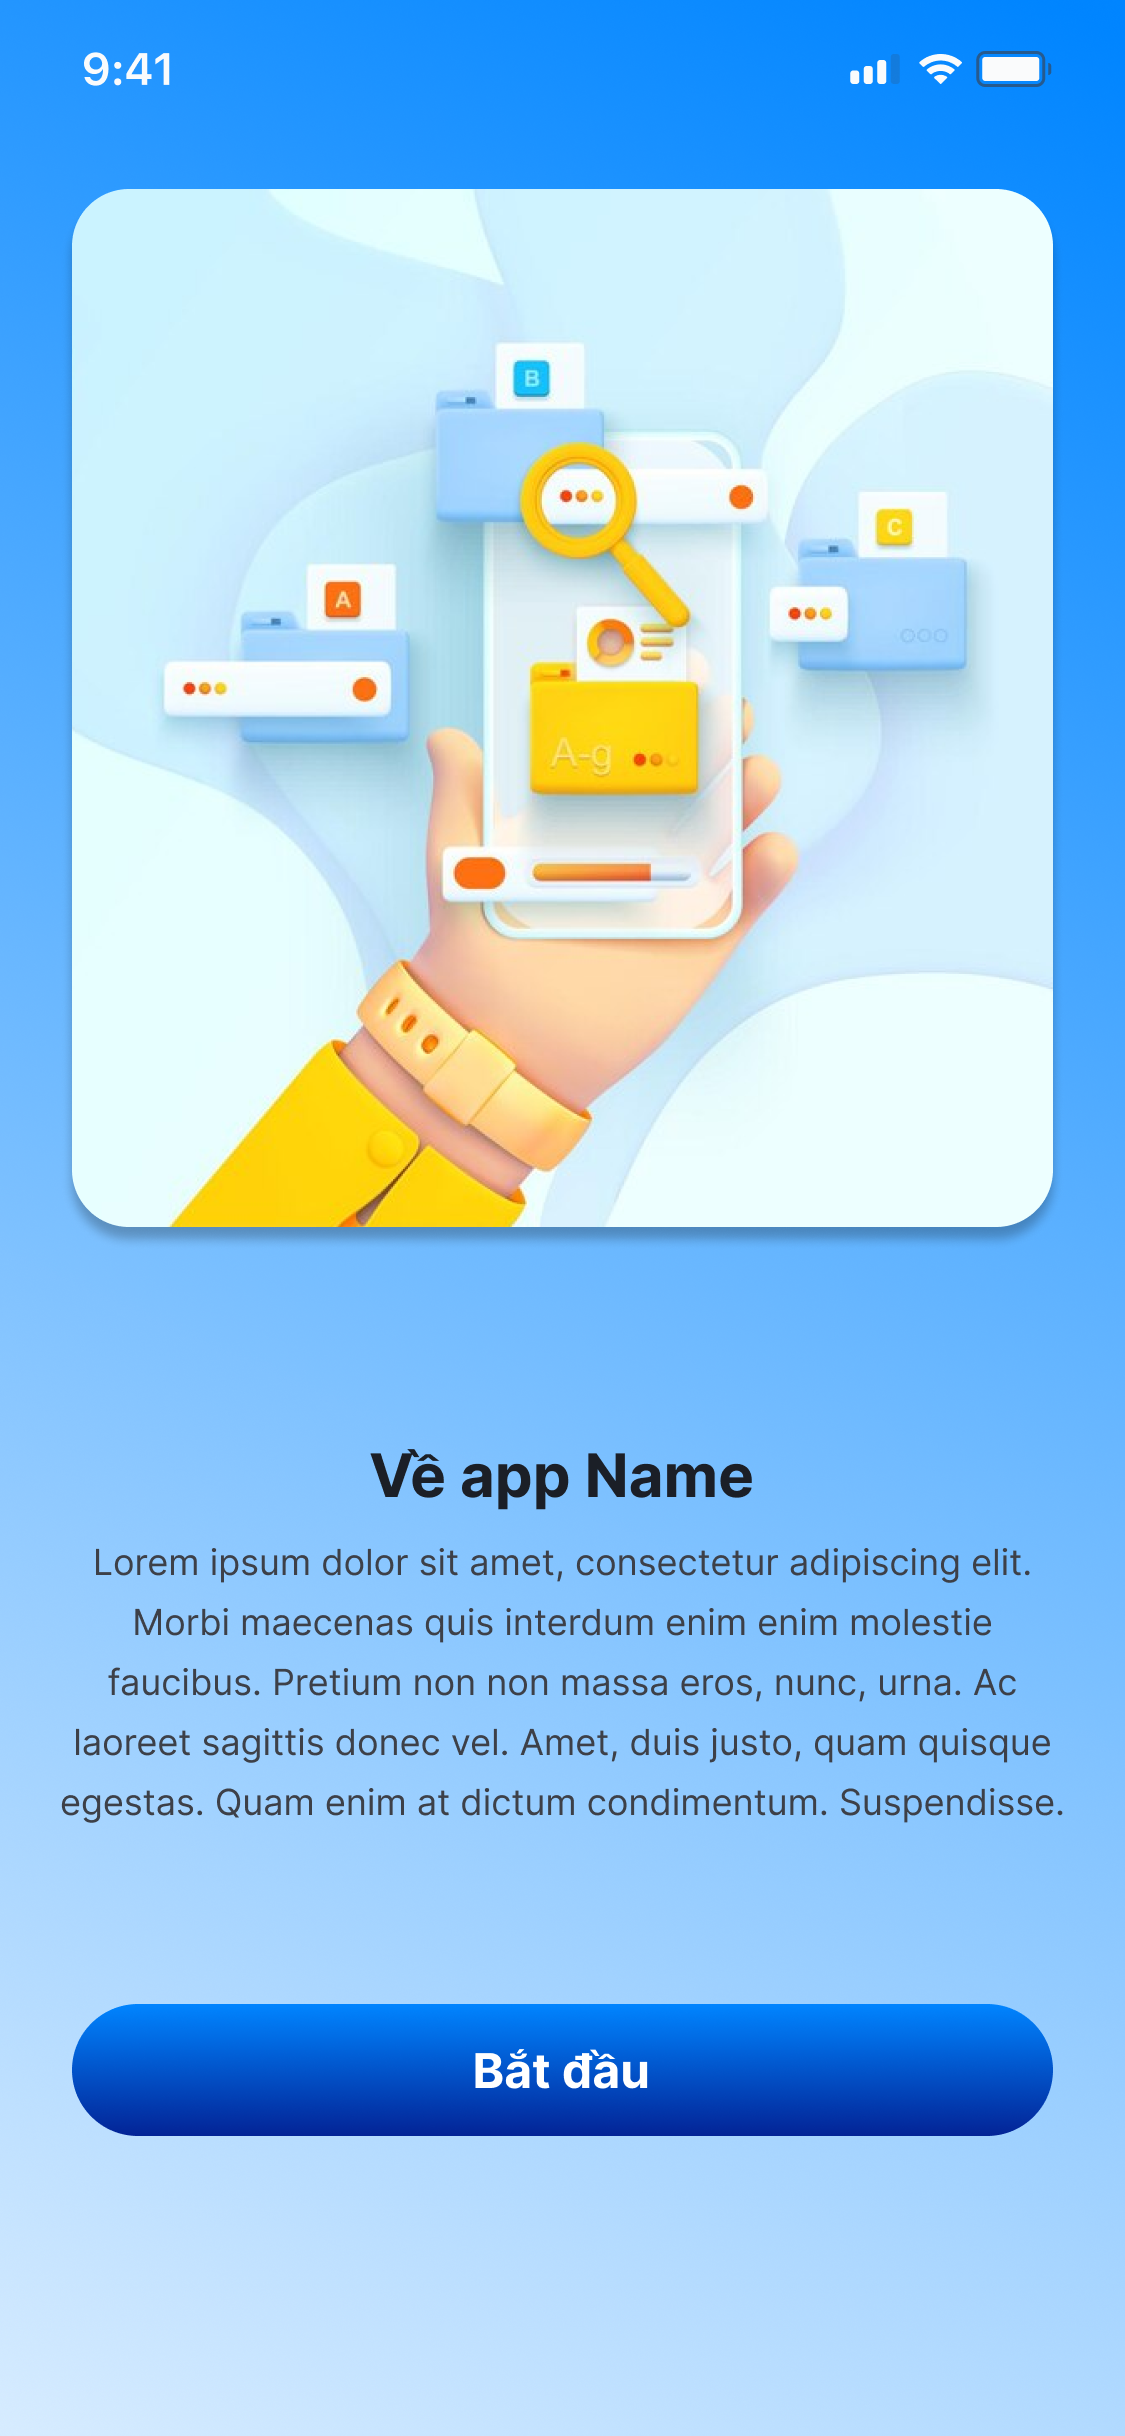 9:41
B
C
A
A-g
Về app Name
Lorem ipsum dolor sit amet, consectetur adipiscing elit.
Morbi maecenas quis interdum enim enim molestie
faucibus. Pretium non non massa eros, nunc, urna. Ac
laoreet sagittis donec vel. Amet, duis justo, quam quisque
egestas. Quam enim at dictum condimentum. Suspendisse.
Bắt đầu